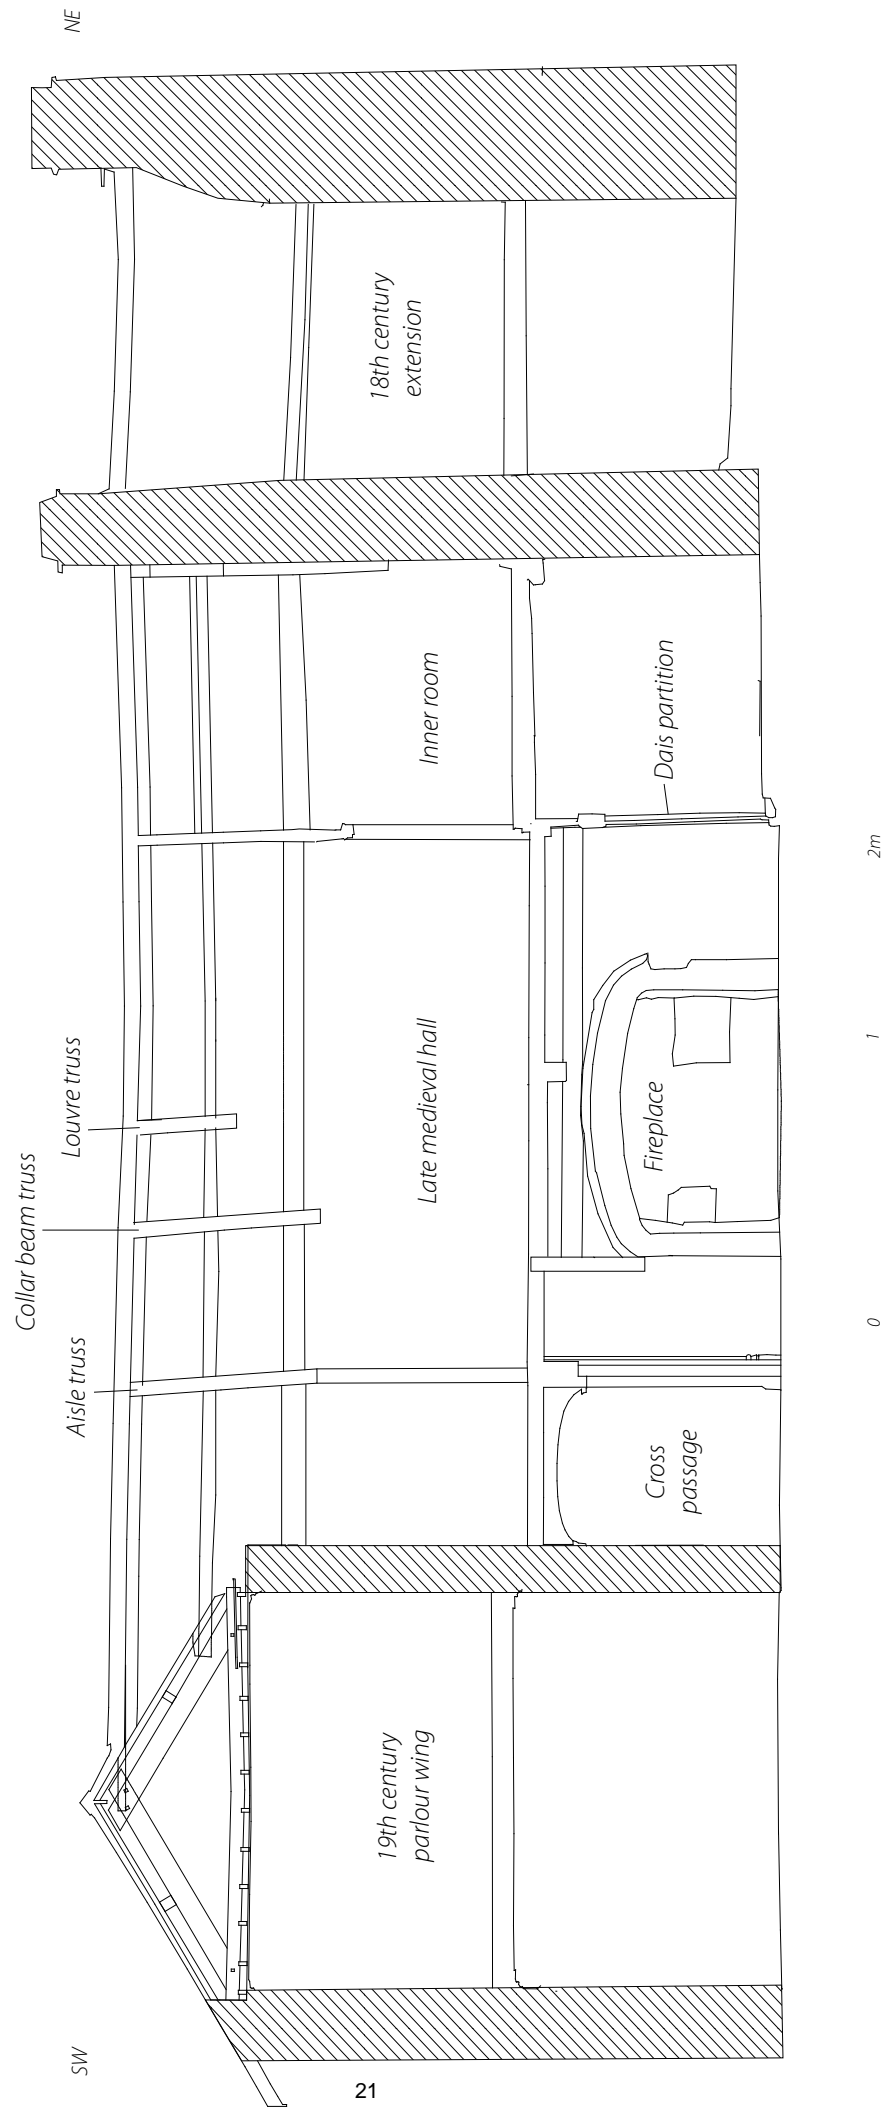 SW
NE
Collar beam truss
Aisle truss
Louvre truss
19th century
parlour wing
Late medieval hall
Inner room
18th century
extension
Cross
passage
Fireplace
Dais partition
0
1
2m
21